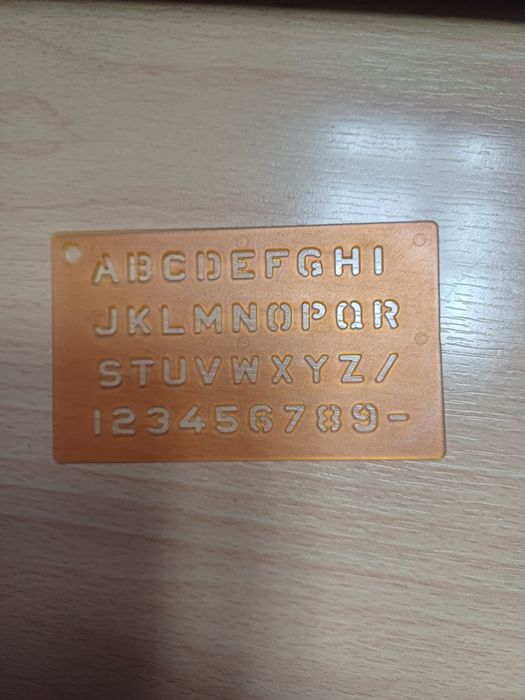 ABCDEFGHI
JKLMNOPQR
STUVWXYZ/
123456789-